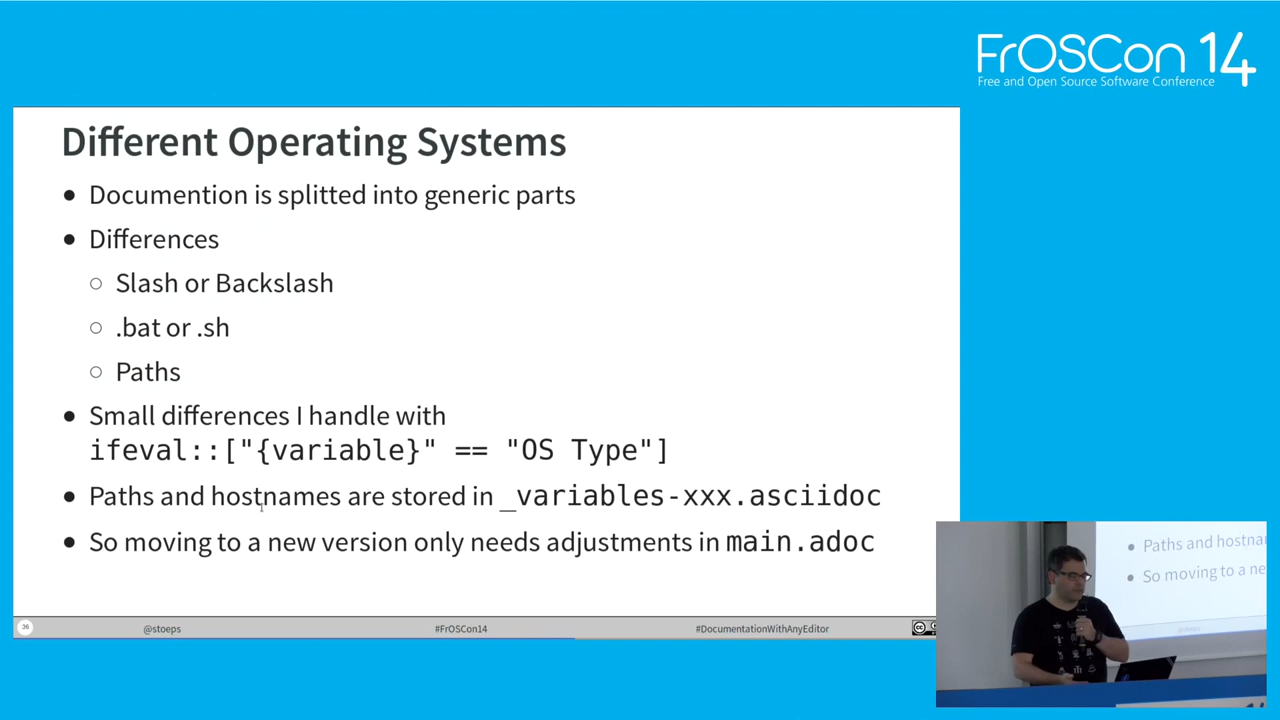 FrOSCon 14
Free and Open Source Software Conference
Different Operating Systems
● Documention is splitted into generic parts
● Differences
○ Slash or Backslash
○ .bat or .sh
○ Paths
● Small differences I handle with
ifeval::["{variable}" == "OS Type"]
● Paths and hostnames are stored in _variables-xxx.asciidoc
● So moving to a new version only needs adjustments in main.adoc
36 @stoeps #FrOSCon14 #DocumentationWithAnyEditor cc
● Paths and hostna
● So moving to a ne